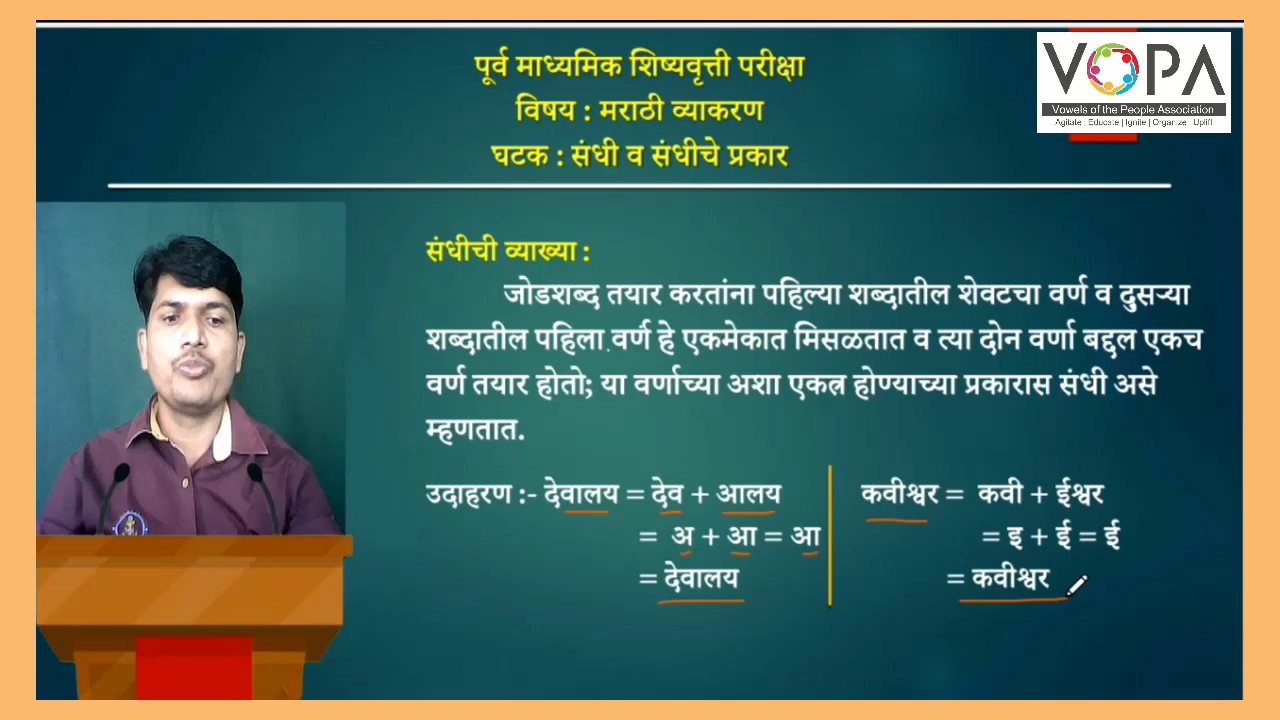 पूर्व माध्यमिक शिष्यवृत्ती परीक्षा
विषय : मराठी व्याकरण
घटक : संधी व संधीचे प्रकार
VOPA
Vowels of the People Association
Agitate | Educate | Ignite | Organize | Uplift
संधीची व्याख्या :
जोडशब्द तयार करतांना पहिल्या शब्दातील शेवटचा वर्ण व दुसऱ्या
शब्दातील पहिला वर्ण हे एकमेकात मिसळतात व त्या दोन वर्णा बद्दल एकच
वर्ण तयार होतो; या वर्णाच्या अशा एकत्र होण्याच्या प्रकारास संधी असे
म्हणतात.
उदाहरण :- देवालय = देव + आलय
= अ + आ = आ
= देवालय
कवीश्वर = कवी + ईश्वर
= इ + ई = ई
= कवीश्वर